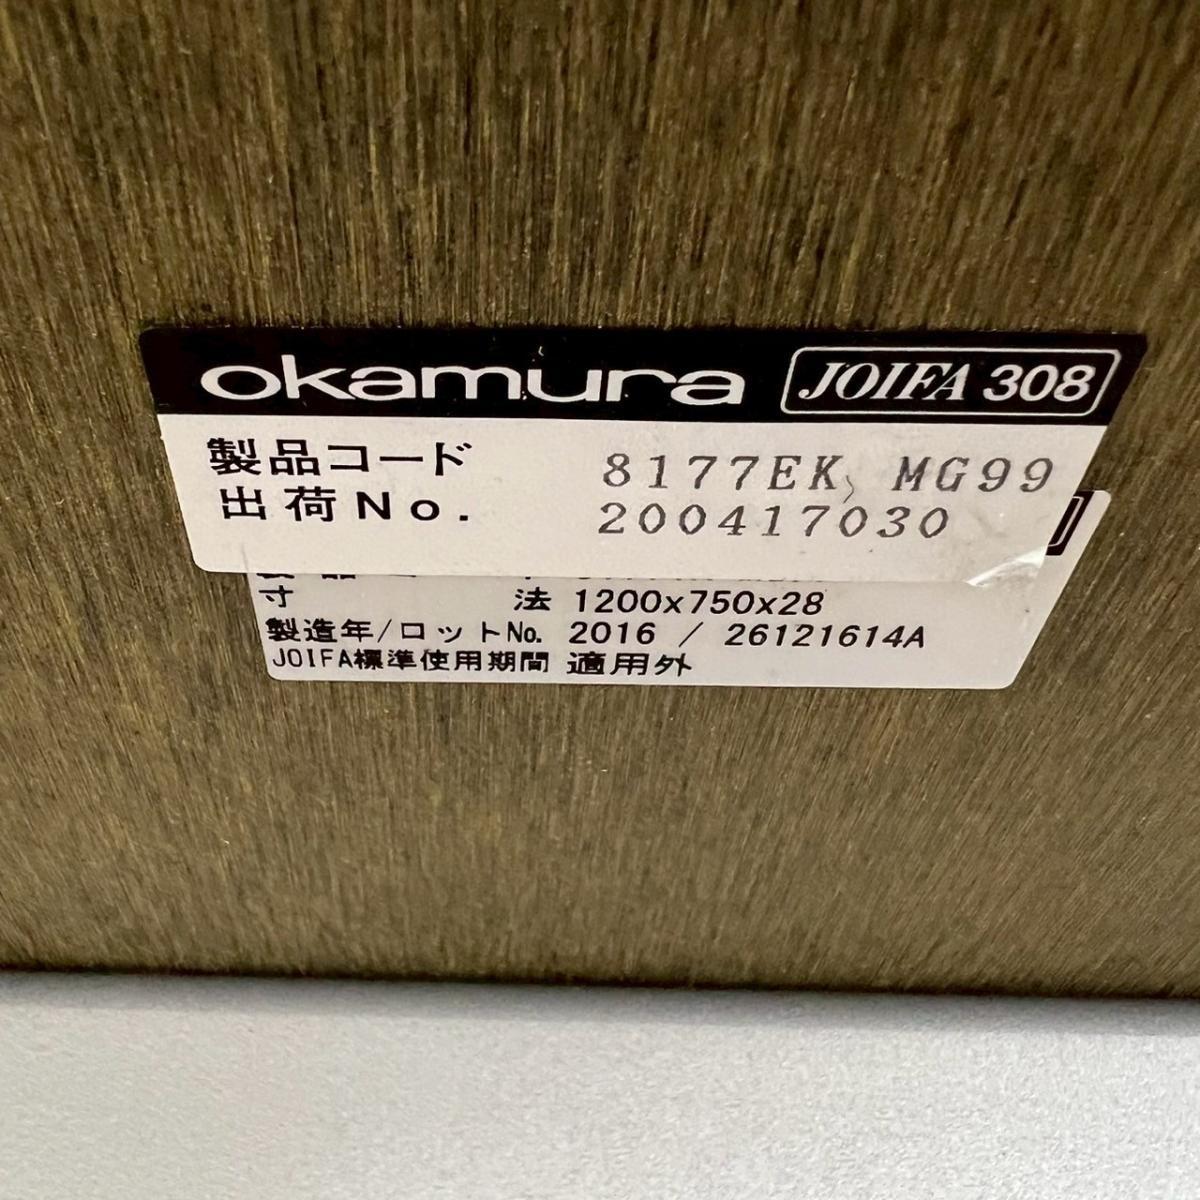 okamura JOIFA 308
製品コード 8177EK MG99
出荷No. 200417030
寸法 1200x750x28
製造年/ロットNo. 2016 / 26121614A
JOIFA標準使用期間 適用外